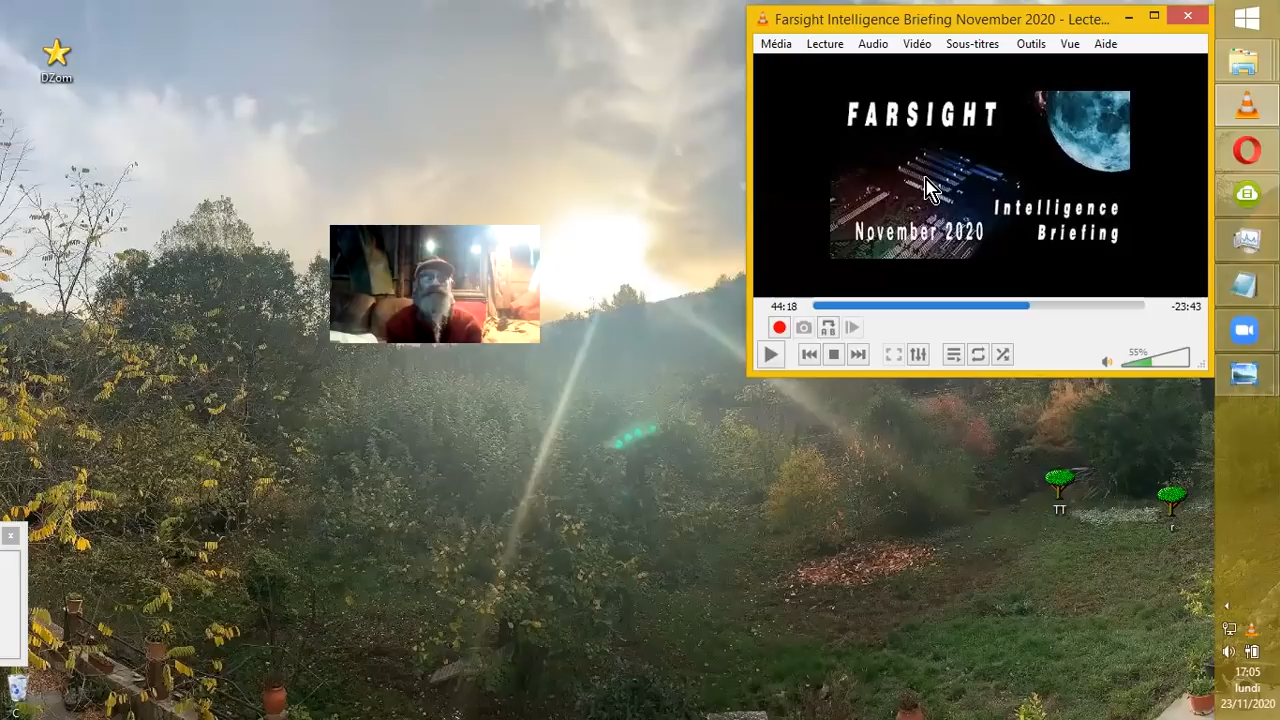 DZom
Farsight Intelligence Briefing November 2020 - Lecte...
Média Lecture Audio Vidéo Sous-titres Outils Vue Aide
FARSIGHT
Intelligence
Briefing
November 2020
44:18
-23:43
55%
TT
r
x
C
17:05
lundi
23/11/2020